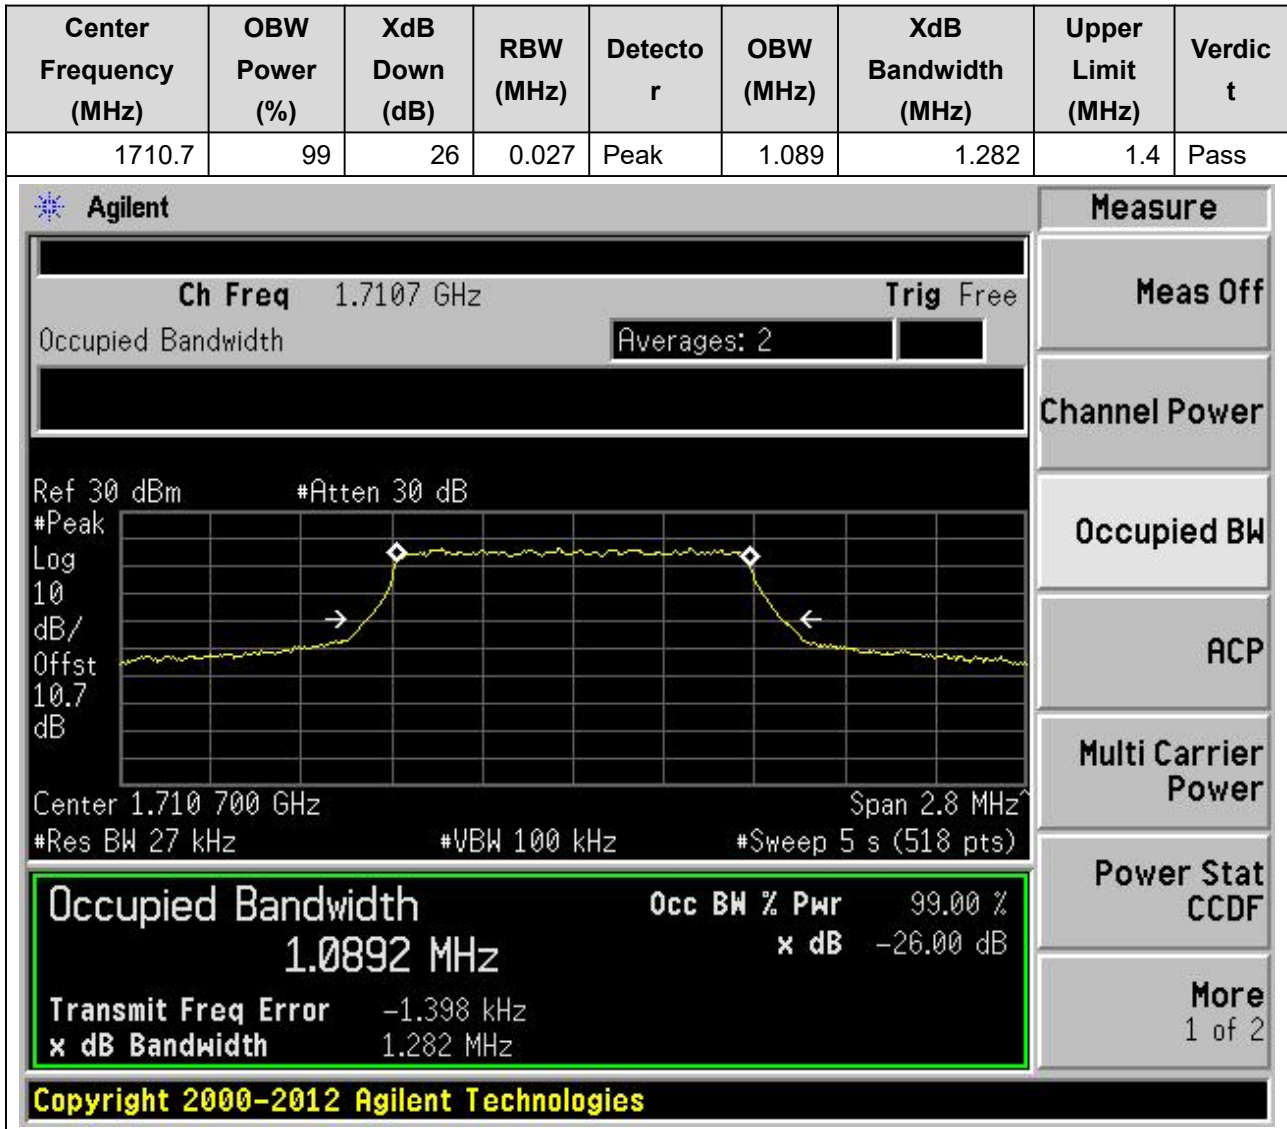 Center Frequency (MHz) OBW Power (%) XdB Down (dB) RBW (MHz) Detecto r OBW (MHz) XdB Bandwidth (MHz) Upper Limit (MHz) Verdic t
1710.7 99 26 0.027 Peak 1.089 1.282 1.4 Pass
Agilent
Measure
Ch Freq 1.7107 GHz Trig Free
Meas Off
Occupied Bandwidth Averages: 2
Channel Power
Ref 30 dBm #Atten 30 dB
#Peak
Log
10
dB/
Offst
10.7
dB
Occupied BW
ACP
Multi Carrier
Power
Center 1.710 700 GHz Span 2.8 MHz^
#Res BW 27 kHz #VBW 100 kHz #Sweep 5 s (518 pts)
Power Stat
CCDF
Occupied Bandwidth Occ BW % Pwr 99.00 %
1.0892 MHz x dB -26.00 dB
Transmit Freq Error -1.398 kHz
x dB Bandwidth 1.282 MHz
More
1 of 2
Copyright 2000-2012 Agilent Technologies